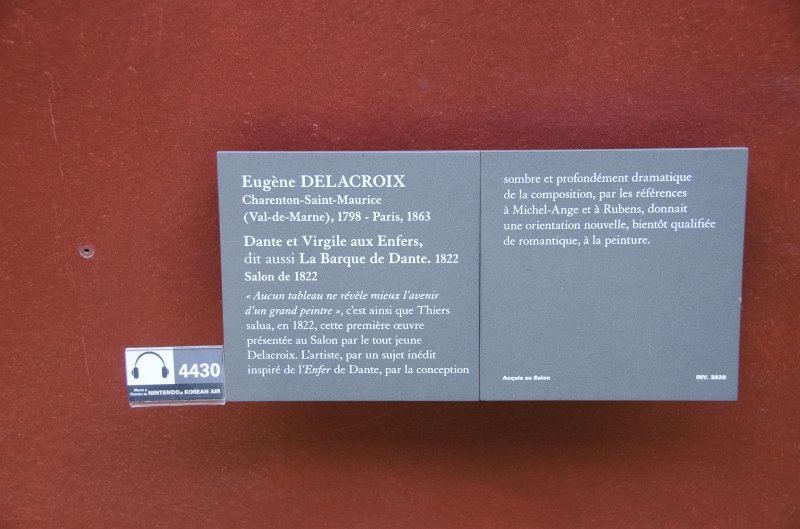 Eugène DELACROIX
Charenton-Saint-Maurice
(Val-de-Marne), 1798 - Paris, 1863
Dante et Virgile aux Enfers,
dit aussi La Barque de Dante. 1822
Salon de 1822
« Aucun tableau ne révèle mieux l'avenir
d'un grand peintre », c'est ainsi que Thiers
salua, en 1822, cette première œuvre
présentée au Salon par le tout jeune
Delacroix. L'artiste, par un sujet inédit
inspiré de l'Enfer de Dante, par la conception
sombre et profondément dramatique
de la composition, par les références
à Michel-Ange et à Rubens, donnait
une orientation nouvelle, bientôt qualifiée
de romantique, à la peinture.
Acquis au Salon
INV. 3820
4430
Merci à
Thanks to NINTENDO & KOREAN AIR